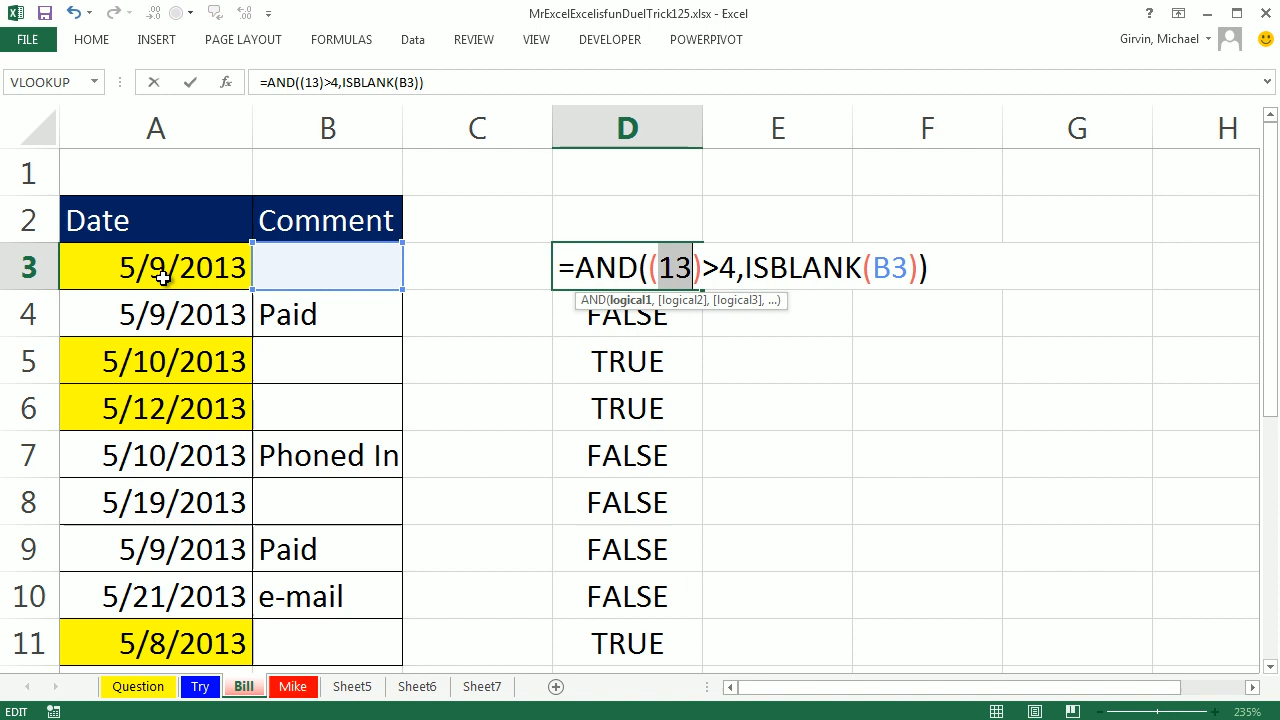 MrExcelExcelisfunDuelTrick125.xlsx - Excel
FILE HOME INSERT PAGE LAYOUT FORMULAS Data REVIEW VIEW DEVELOPER POWERPIVOT Girvin, Michael
VLOOKUP fx =AND((13)>4,ISBLANK(B3))
A B C D E F G H
1
2 Date Comment
3 5/9/2013 =AND((13)>4,ISBLANK(B3))
AND(logical1, [logical2], [logical3], ...)
4 5/9/2013 Paid FALSE
5 5/10/2013 TRUE
6 5/12/2013 TRUE
7 5/10/2013 Phoned In FALSE
8 5/19/2013 FALSE
9 5/9/2013 Paid FALSE
10 5/21/2013 e-mail FALSE
11 5/8/2013 TRUE
Question Try Bill Mike Sheet5 Sheet6 Sheet7
EDIT 235%